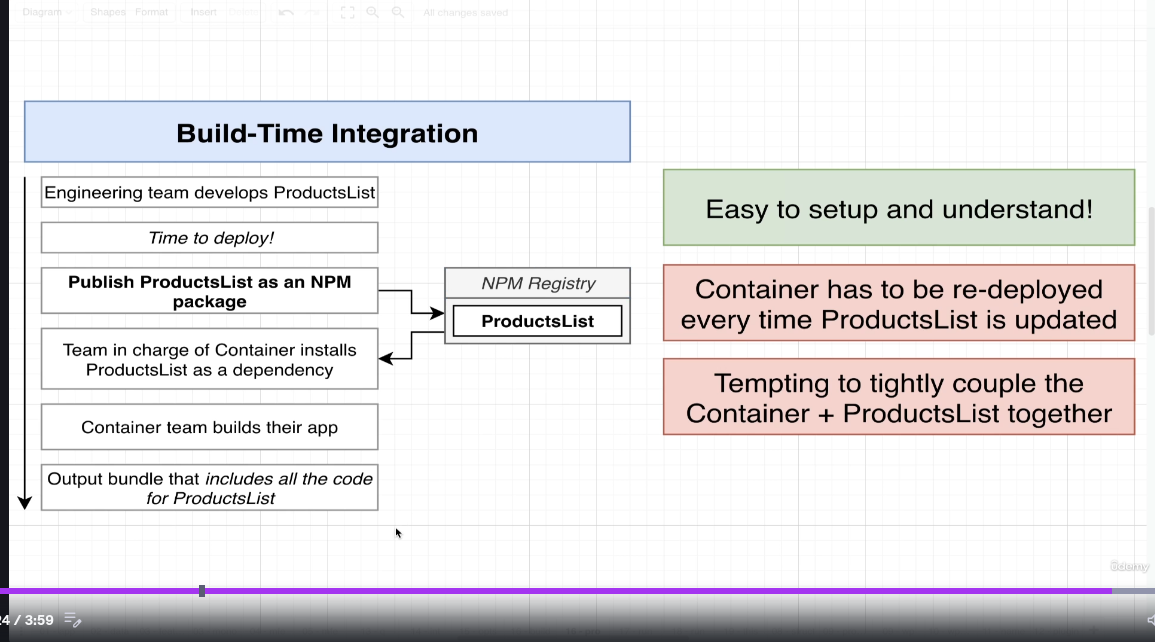 Diagram
Shapes
Format
Insert
Delete
All changes saved
Build-Time Integration
Engineering team develops ProductsList
Time to deploy!
Publish ProductsList as an NPM
package
Team in charge of Container installs
ProductsList as a dependency
Container team builds their app
Output bundle that includes all the code
for ProductsList
NPM Registry
ProductsList
Easy to setup and understand!
Container has to be re-deployed
every time ProductsList is updated
Tempting to tightly couple the
Container + ProductsList together
ûdemy
24 / 3:59